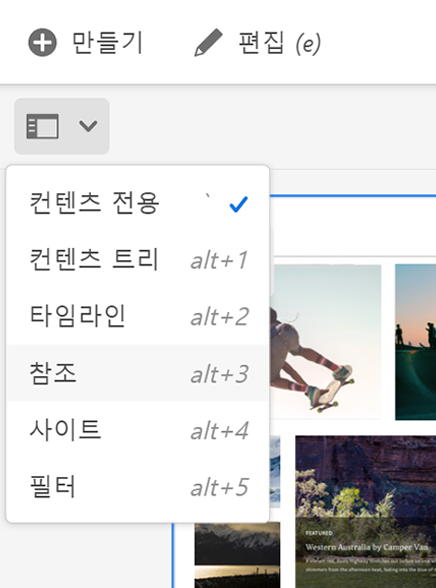 만들기 편집 (e)
컨텐츠 전용 `
컨텐츠 트리 alt+1
타임라인 alt+2
참조 alt+3
사이트 alt+4
필터 alt+5
FEATURED
Western Australia by Camper Van